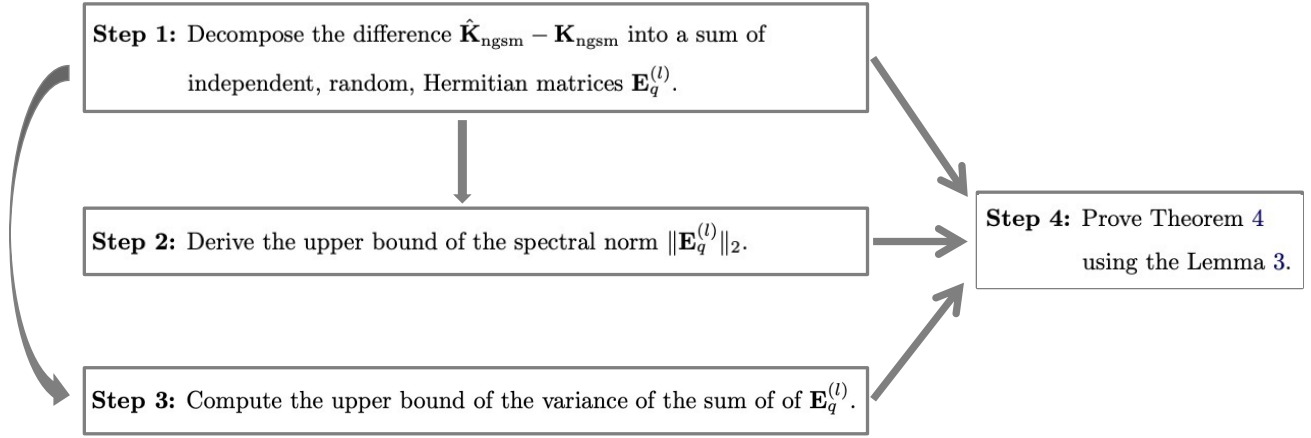 Step 1: Decompose the difference K̂_ngsm − K_ngsm into a sum of
independent, random, Hermitian matrices E_q^(l).
Step 2: Derive the upper bound of the spectral norm ‖E_q^(l)‖_2.
Step 3: Compute the upper bound of the variance of the sum of of E_q^(l).
Step 4: Prove Theorem 4
using the Lemma 3.